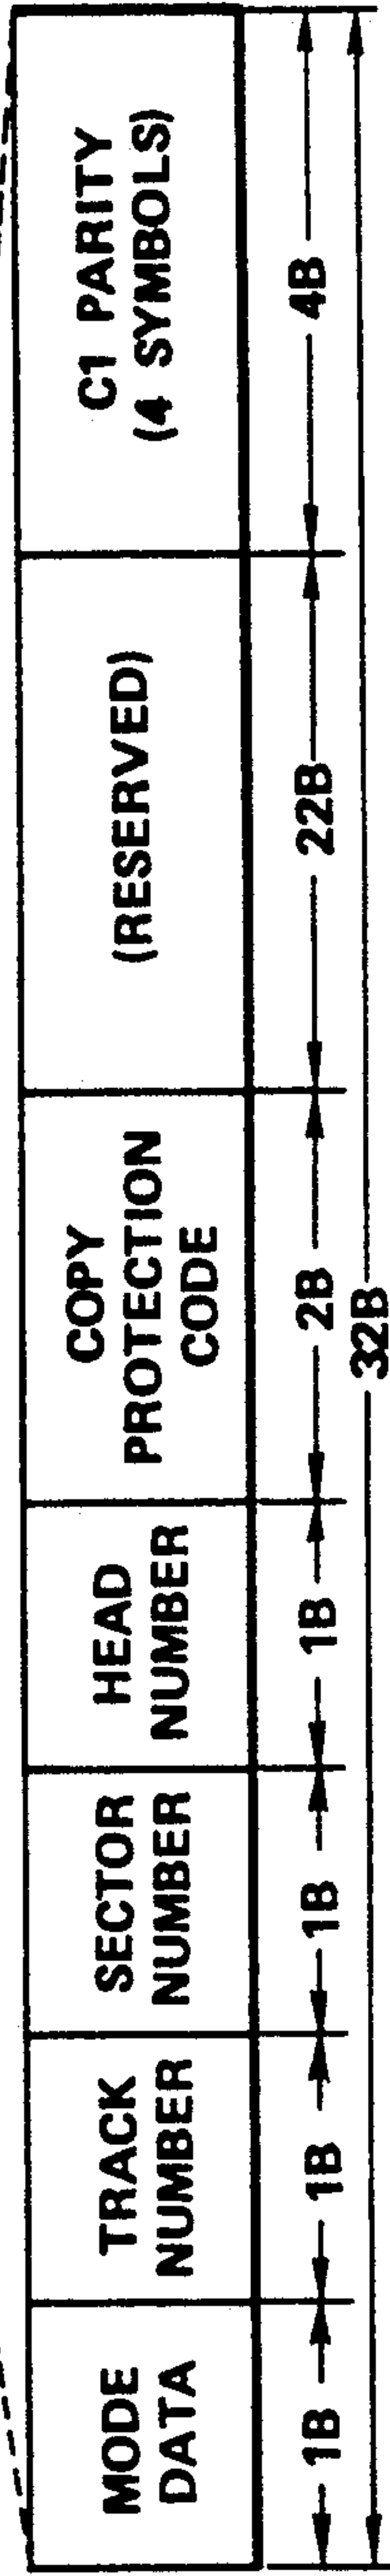 MODE
DATA
TRACK
NUMBER
SECTOR
NUMBER
HEAD
NUMBER
COPY
PROTECTION
CODE
(RESERVED)
C1 PARITY
(4 SYMBOLS)
1B
1B
1B
1B
2B
22B
4B
32B